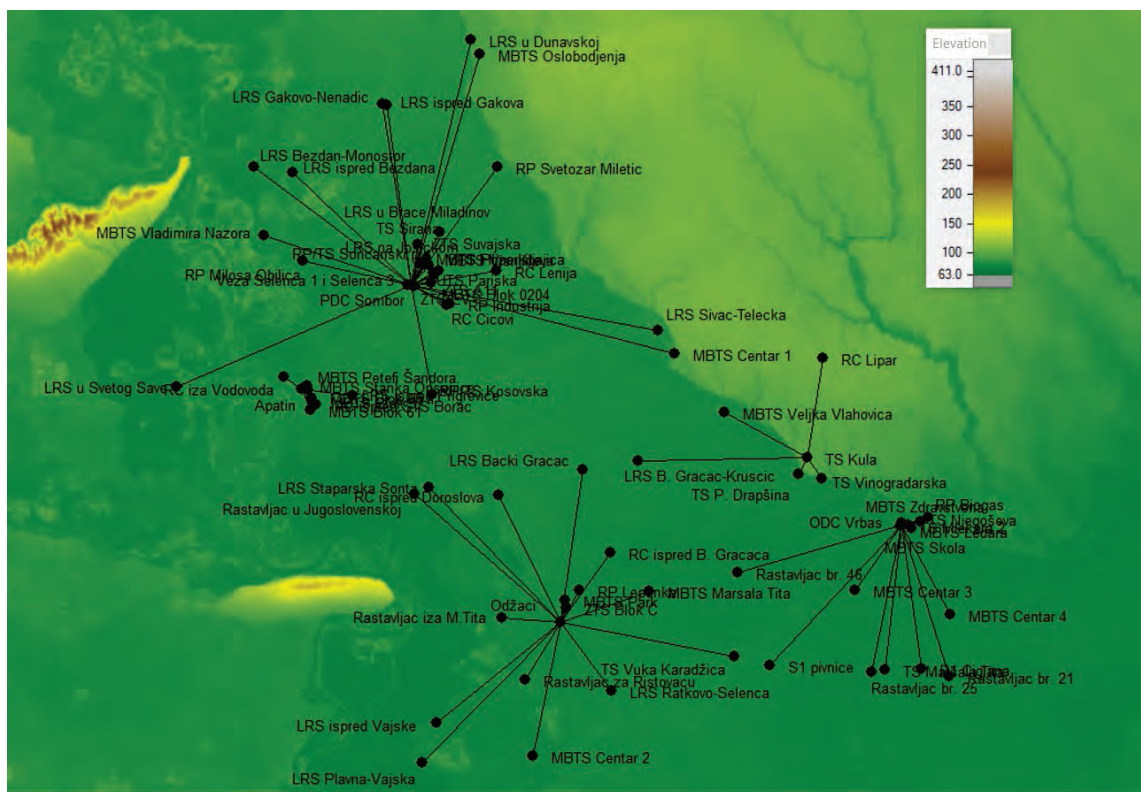 LRS u Dunavskoj
MBTS Oslobodjenja
Elevation
411.0
350
300
250
200
150
100
63.0
LRS Gakovo-Nenadic
LRS ispred Gakova
LRS Bezdan-Monostor
LRS ispred Bezdana
RP Svetozar Miletic
LRS u Brace Miladinov
MBTS Vladimira Nazora
ZTS Suvajska
RP Milosa Obilica
RC Lenija
Veza Selenca 1 i Selenca 3
PDC Sombor
RP Industrija
RC Cicovi
LRS Sivac-Telecka
MBTS Centar 1
RC Lipar
LRS u Svetog Save
RC iza Vodovoda
MBTS Petefi Šandora
Kosovska
Apatin
MBTS Blok 61
MBTS Veljka Vlahovica
LRS Backi Gracac
LRS B. Gracac-Kruscic
TS Kula
TS P. Drapšina
TS Vinogradarska
LRS Staparska Sonta
RC ispred Doroslova
Rastavljac u Jugoslovenskoj
MBTS Zdravstvena
RP Biogas
ODC Vrbas
TS Njegoševa
MBTS Ledara
MBTS Skola
RC ispred B. Gracaca
Rastavljac br. 46
MBTS Centar 3
MBTS Centar 4
MBTS Marsala Tita
Odžaci
MBTS Park
ZTS Blok C
Rastavljac iza M.Tita
TS Vuka Karadžica
S1 pivnice
Rastavljac br. 21
Rastavljac br. 25
Rastavljac za Ristovacu
LRS Ratkovo-Selenca
LRS ispred Vajske
MBTS Centar 2
LRS Plavna-Vajska